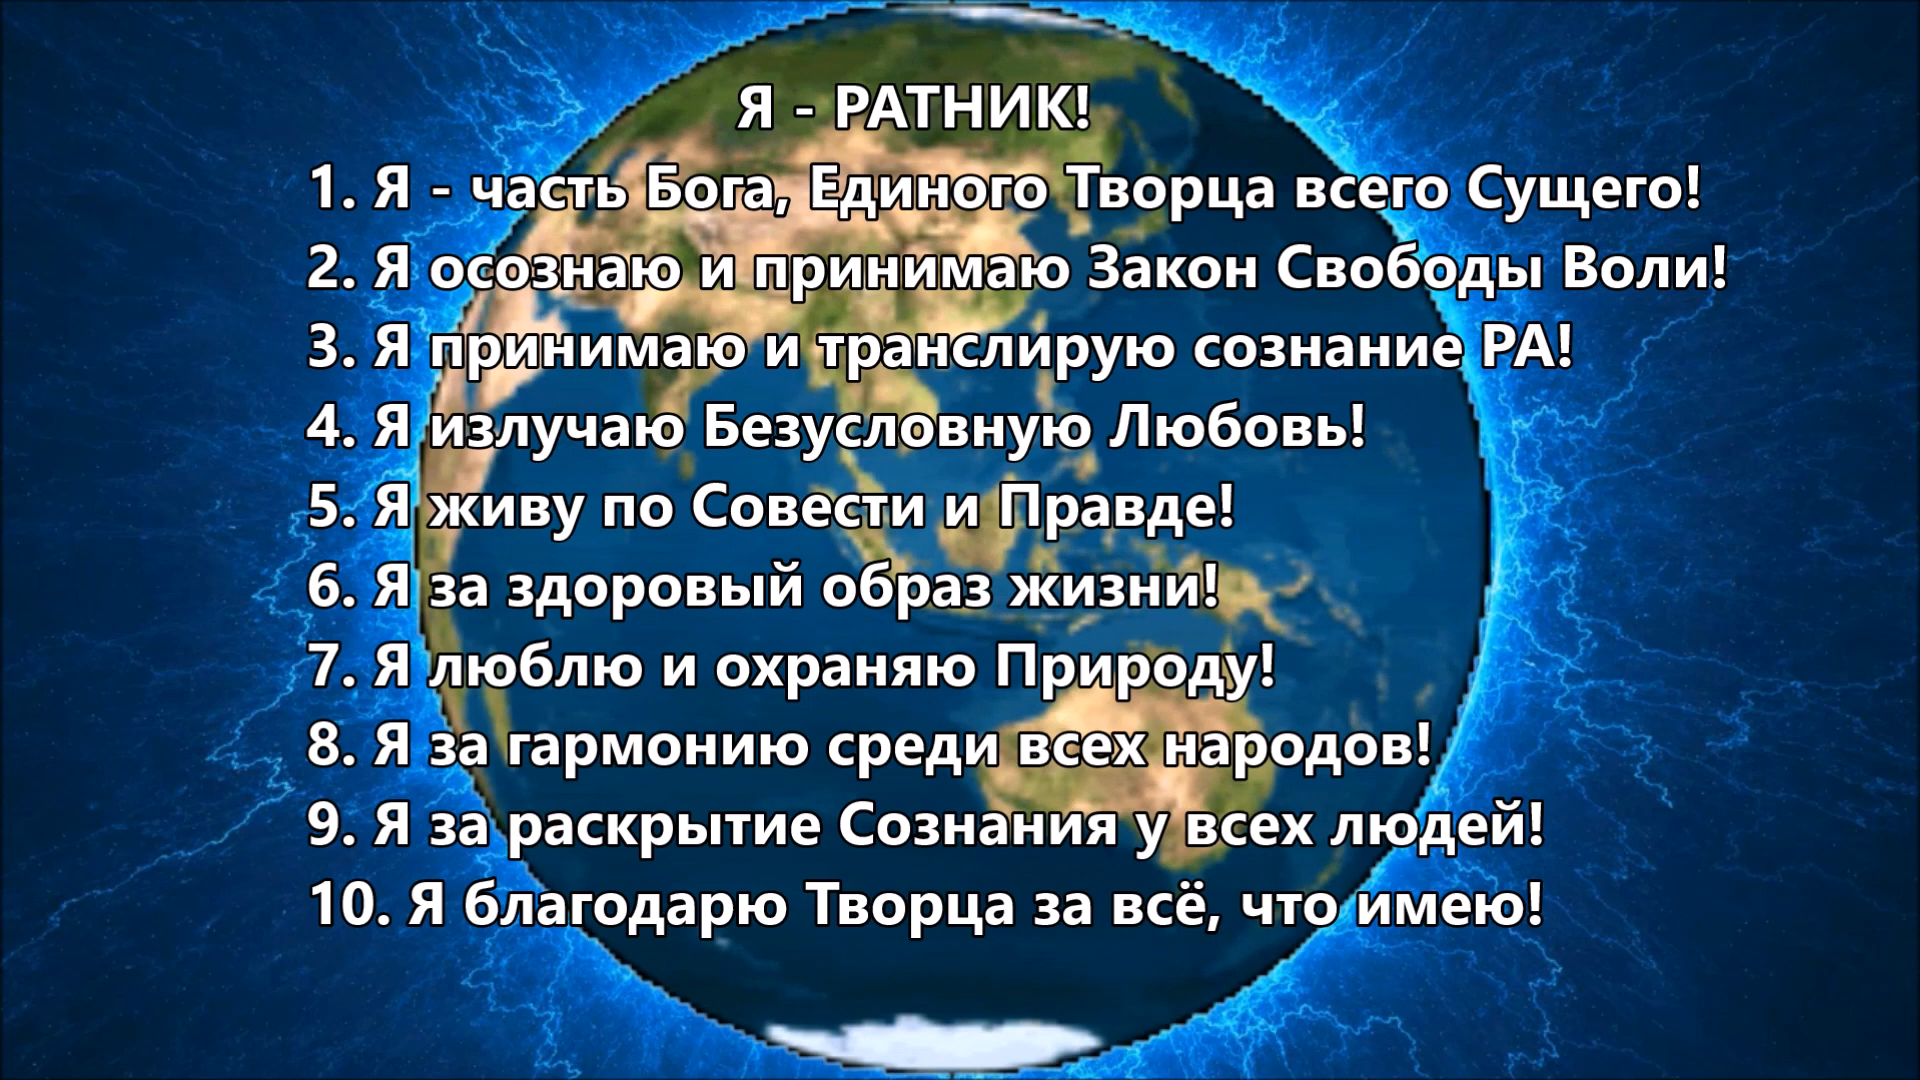 Я - РАТНИК!
1. Я - часть Бога, Единого Творца всего Сущего!
2. Я осознаю и принимаю Закон Свободы Воли!
3. Я принимаю и транслирую сознание РА!
4. Я излучаю Безусловную Любовь!
5. Я живу по Совести и Правде!
6. Я за здоровый образ жизни!
7. Я люблю и охраняю Природу!
8. Я за гармонию среди всех народов!
9. Я за раскрытие Сознания у всех людей!
10. Я благодарю Творца за всё, что имею!